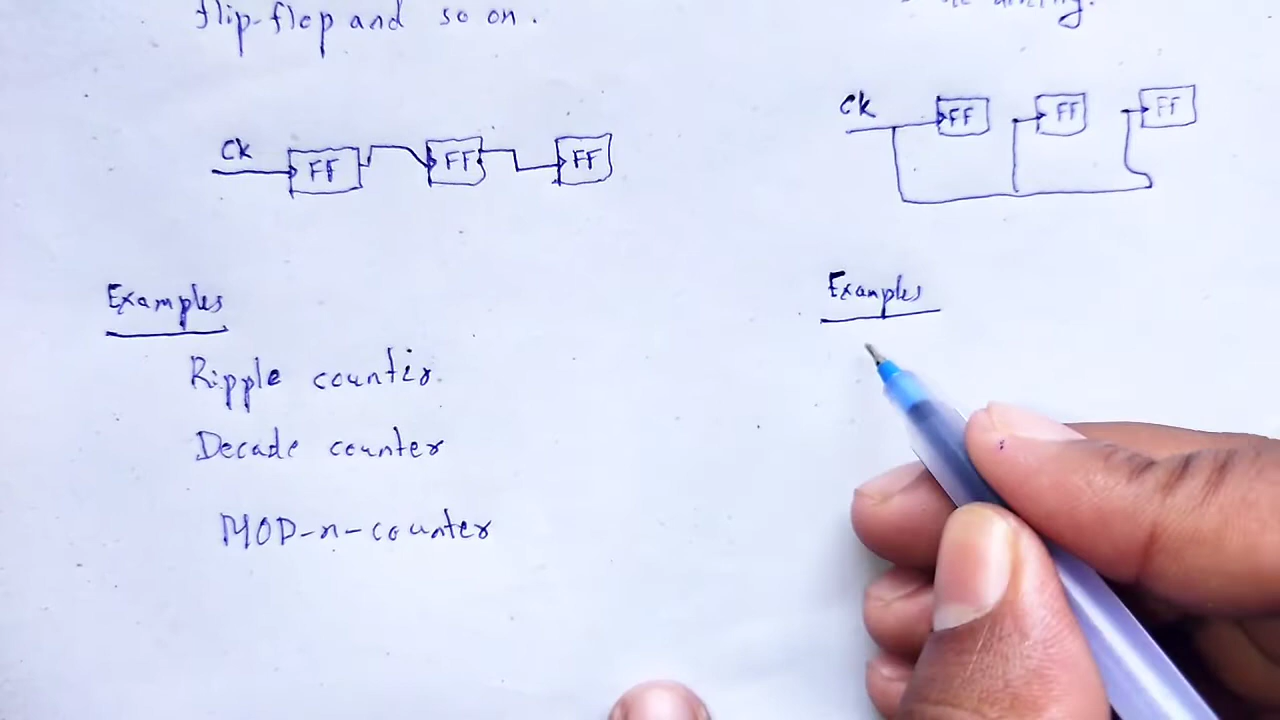 flip-flop and so on.
Ck
FF FF FF
Examples
Ripple counter
Decade counter
MOD-n-counter
Ck
FF FF FF
Examples